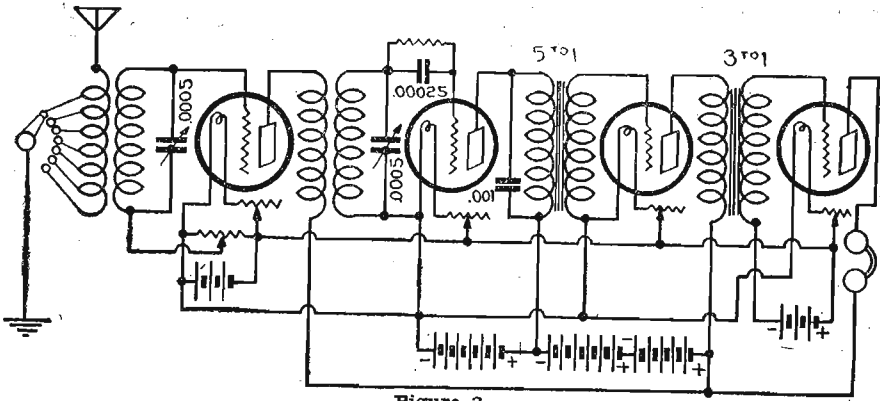 5 TO 1
3 TO 1
.0005
.00025
.0005
.001
- + - - + + - +
Figure 2